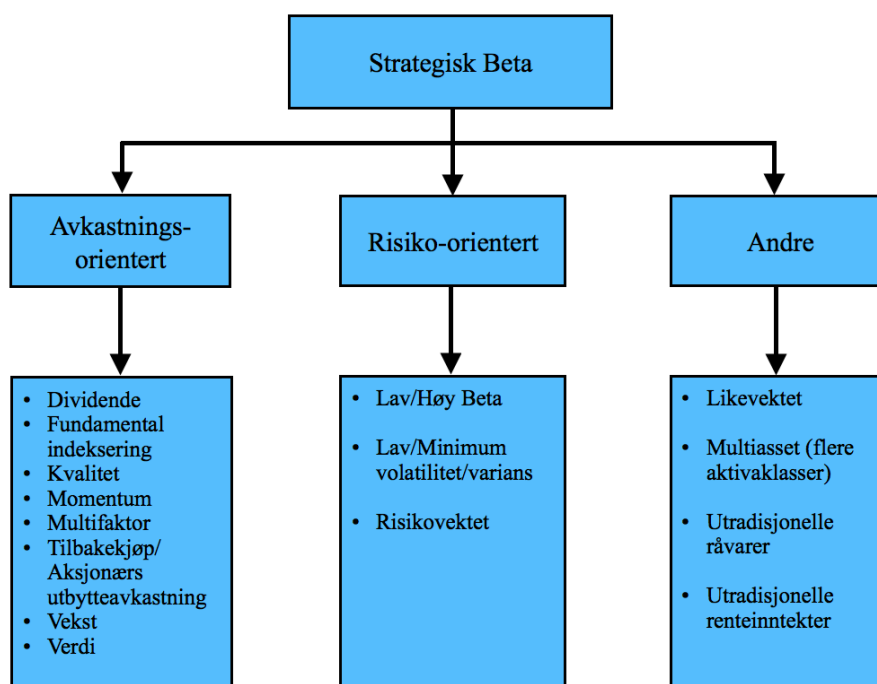 Strategisk Beta
Avkastnings-
orientert
Risiko-orientert
Andre
• Dividende
• Fundamental
indeksering
• Kvalitet
• Momentum
• Multifaktor
• Tilbakekjøp/
Aksjonærs
utbytteavkastning
• Vekst
• Verdi
• Lav/Høy Beta
• Lav/Minimum
volatilitet/varians
• Risikovektet
• Likevektet
• Multiasset (flere
aktivaklasser)
• Utradisjonelle
råvarer
• Utradisjonelle
renteinntekter